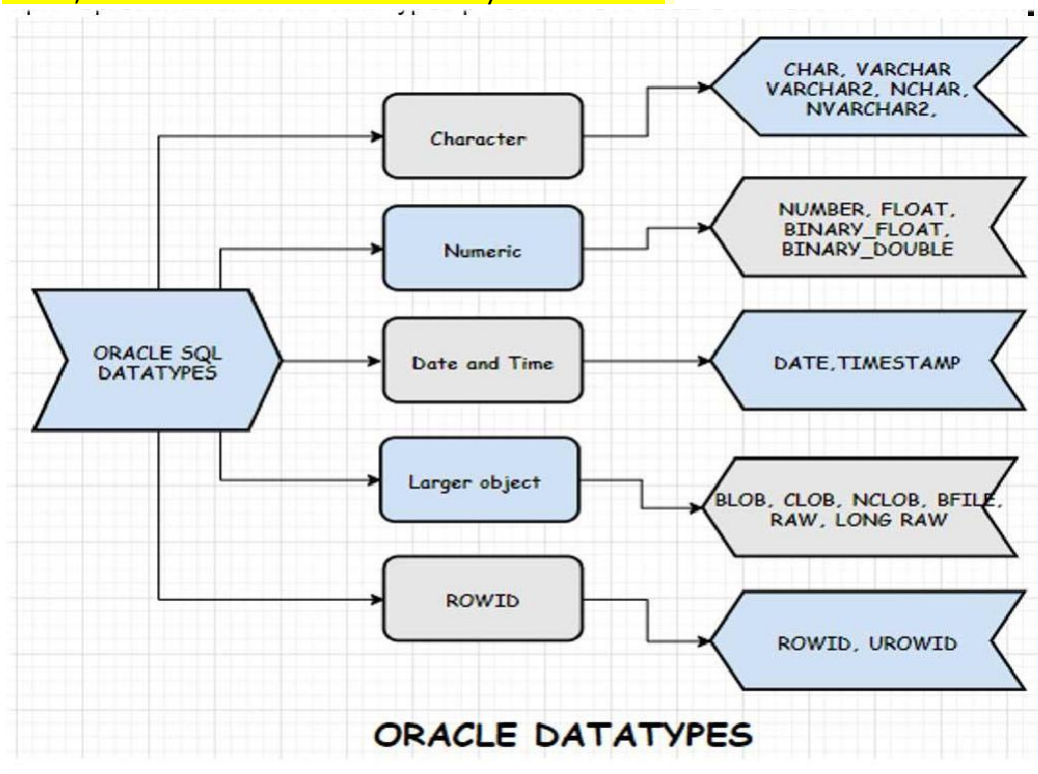 CHAR, VARCHAR
VARCHAR2, NCHAR,
NVARCHAR2,
Character
NUMBER, FLOAT,
BINARY_FLOAT,
BINARY_DOUBLE
Numeric
ORACLE SQL
DATATYPES
Date and Time
DATE,TIMESTAMP
Larger object
BLOB, CLOB, NCLOB, BFILE,
RAW, LONG RAW
ROWID
ROWID, UROWID
ORACLE DATATYPES